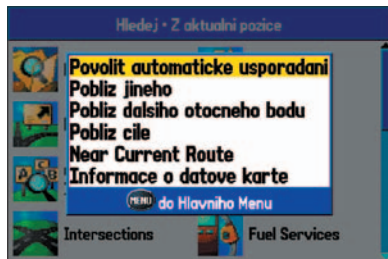 Hledej • Z aktualni pozice
Povolit automaticke usporadani
Pobliz jineho
Pobliz dalsiho otocneho bodu
Pobliz cile
Near Current Route
Informace o datove karte
MENU do Hlavniho Menu
Intersections
Fuel Services